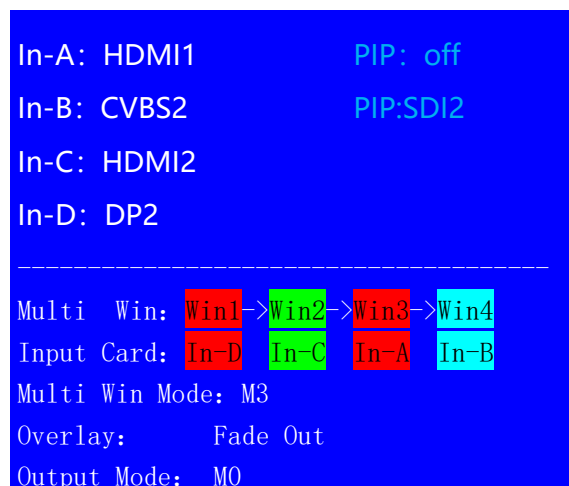 In-A: HDMI1 PIP: off
In-B: CVBS2 PIP:SDI2
In-C: HDMI2
In-D: DP2
--------------------------------------
Multi Win: Win1->Win2->Win3->Win4
Input Card: In-D In-C In-A In-B
Multi Win Mode: M3
Overlay: Fade Out
Output Mode: M0